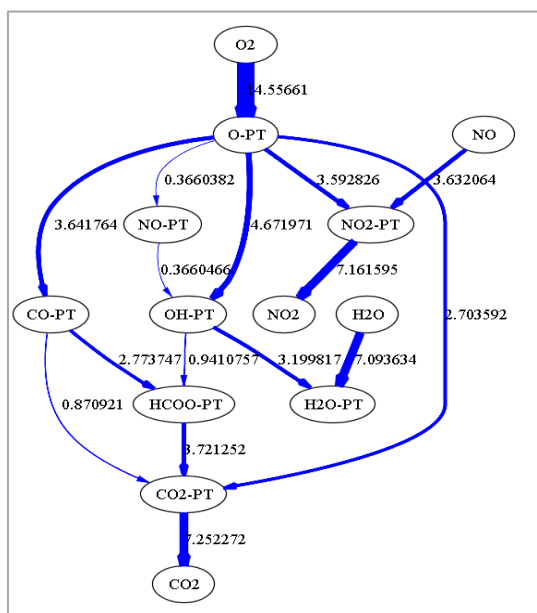 O2
14.55661
O-PT
NO
0.3660382
3.592826
3.632064
3.641764
NO-PT
4.671971
NO2-PT
0.3660466
7.161595
CO-PT
OH-PT
NO2
H2O
2.703592
2.773747
0.9410757
3.199817
7.093634
0.870921
HCOO-PT
H2O-PT
3.721252
CO2-PT
7.252272
CO2